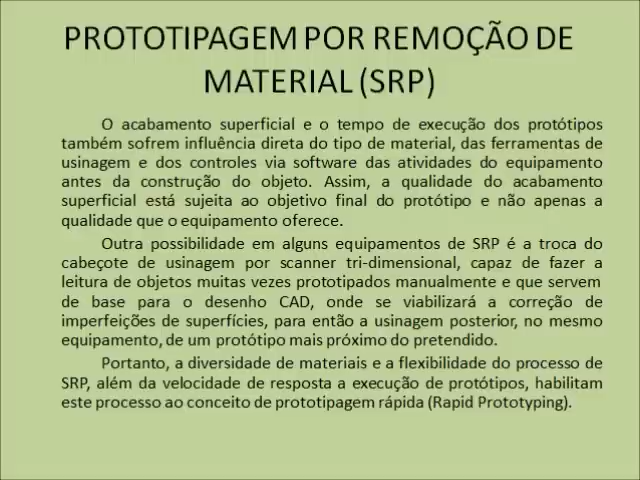 PROTOTIPAGEM POR REMOÇÃO DE
MATERIAL (SRP)
O acabamento superficial e o tempo de execução dos protótipos
também sofrem influência direta do tipo de material, das ferramentas de
usinagem e dos controles via software das atividades do equipamento
antes da construção do objeto. Assim, a qualidade do acabamento
superficial está sujeita ao objetivo final do protótipo e não apenas a
qualidade que o equipamento oferece.
Outra possibilidade em alguns equipamentos de SRP é a troca do
cabeçote de usinagem por scanner tri-dimensional, capaz de fazer a
leitura de objetos muitas vezes prototipados manualmente e que servem
de base para o desenho CAD, onde se viabilizará a correção de
imperfeições de superfícies, para então a usinagem posterior, no mesmo
equipamento, de um protótipo mais próximo do pretendido.
Portanto, a diversidade de materiais e a flexibilidade do processo de
SRP, além da velocidade de resposta a execução de protótipos, habilitam
este processo ao conceito de prototipagem rápida (Rapid Prototyping).